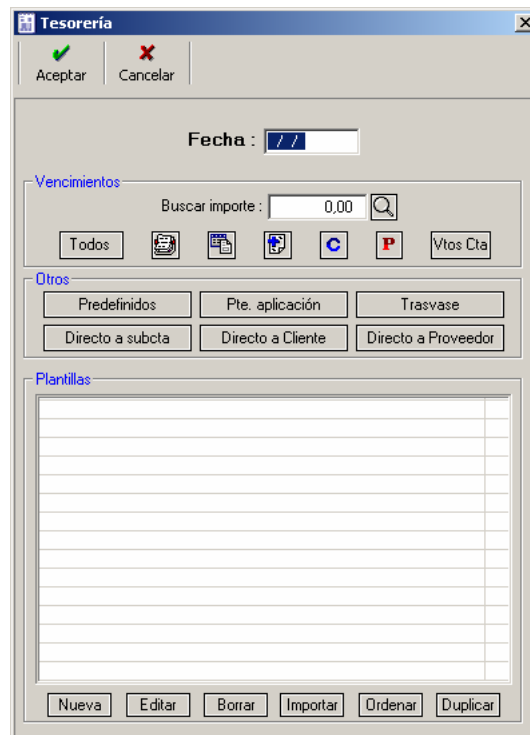 Tesorería
Aceptar Cancelar
Fecha : / /
Vencimientos
Buscar importe : 0,00
Todos C P Vtos Cta
Otros
Predefinidos Pte. aplicación Trasvase
Directo a subcta Directo a Cliente Directo a Proveedor
Plantillas
Nueva Editar Borrar Importar Ordenar Duplicar